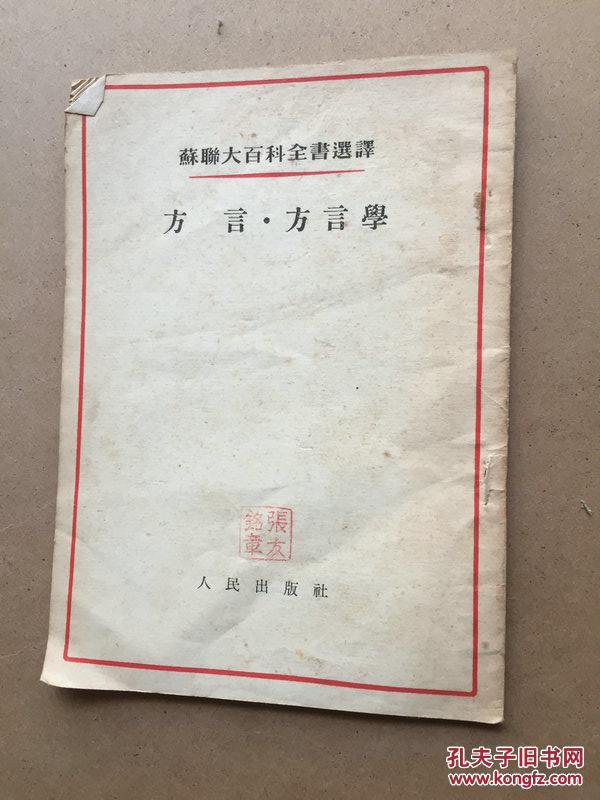 蘇聯大百科全書選譯
方言·方言學
張友
銘章
人民出版社
孔夫子旧书网
www.kongfz.com